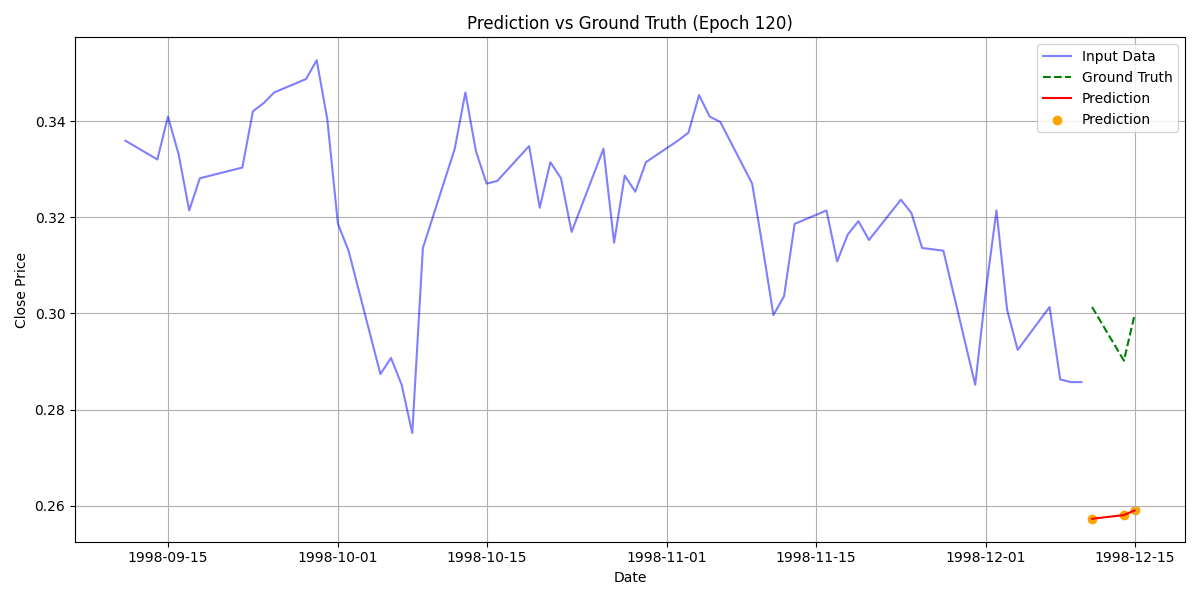 Prediction vs Ground Truth (Epoch 120)
Input Data
Ground Truth
Prediction
Prediction
Close Price
0.34
0.32
0.30
0.28
0.26
1998-09-15
1998-10-01
1998-10-15
1998-11-01
1998-11-15
1998-12-01
1998-12-15
Date